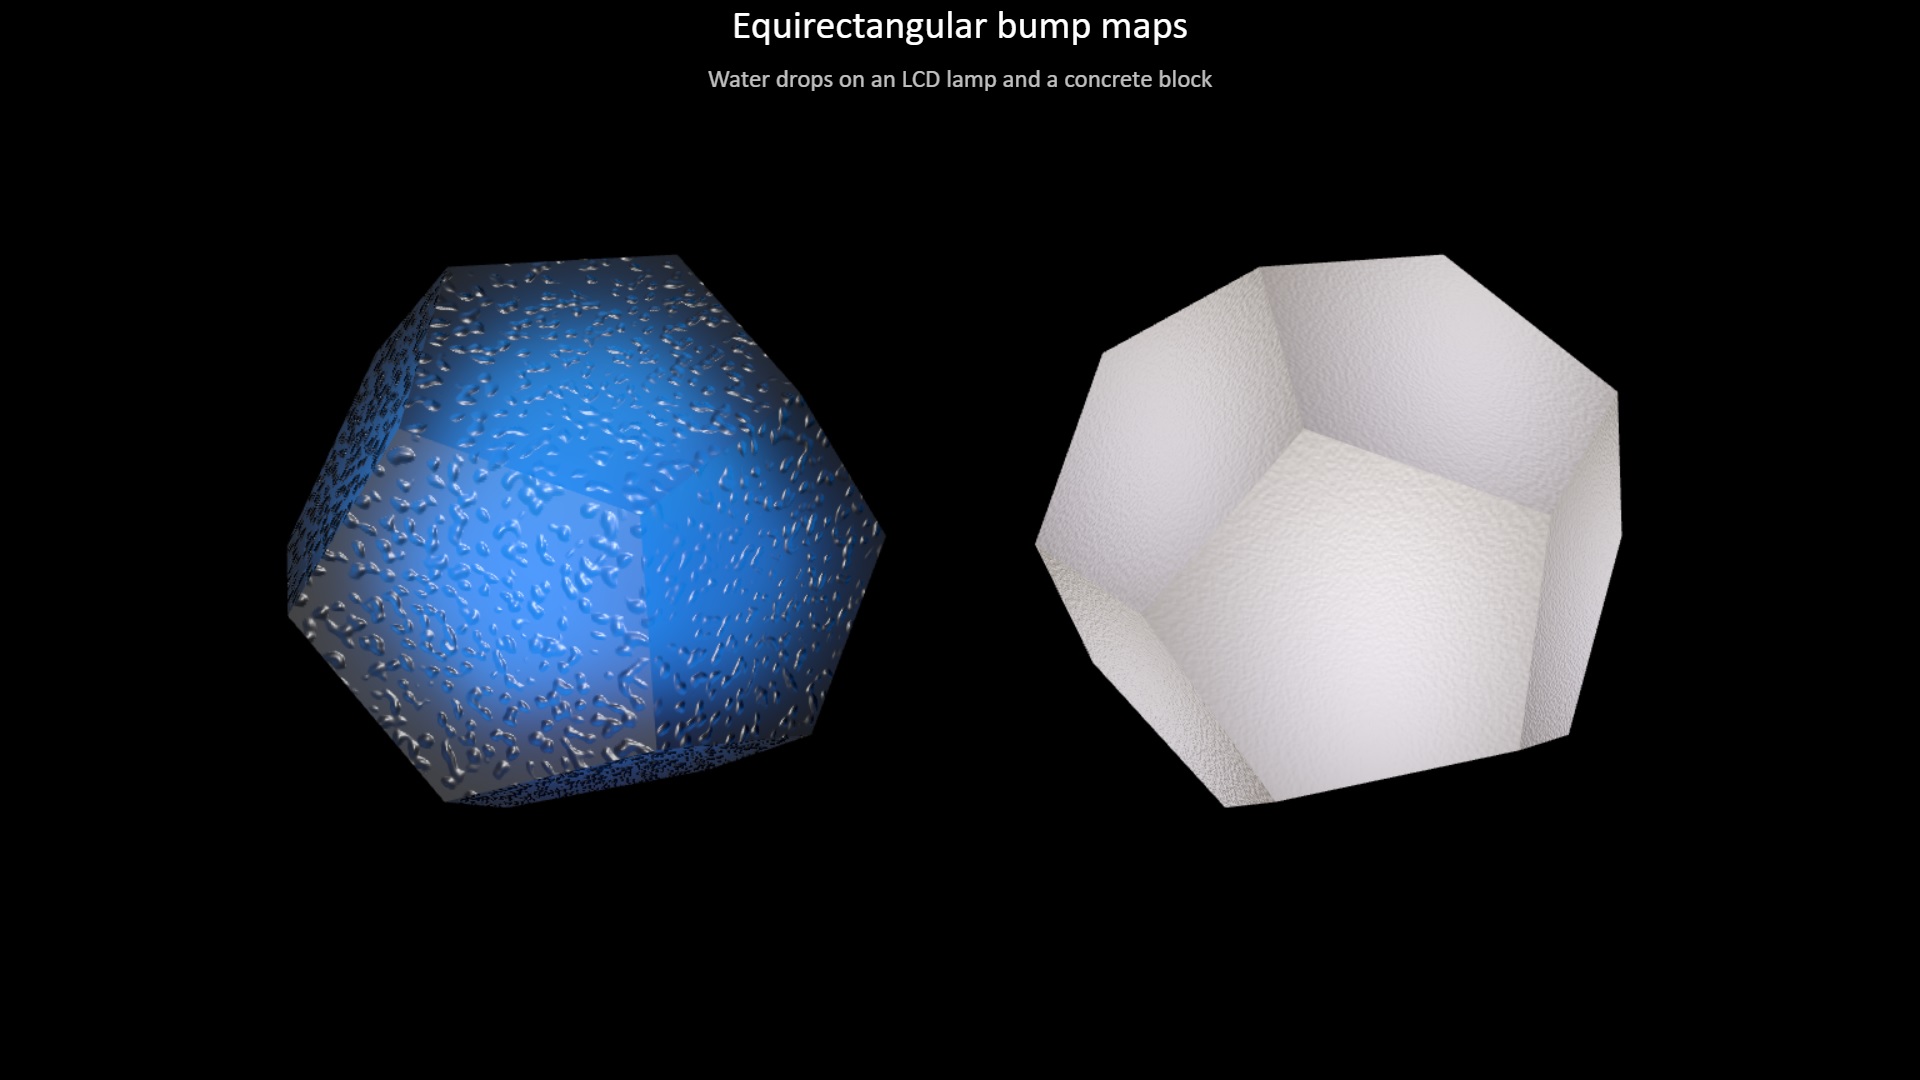 Equirectangular bump maps
Water drops on an LCD lamp and a concrete block